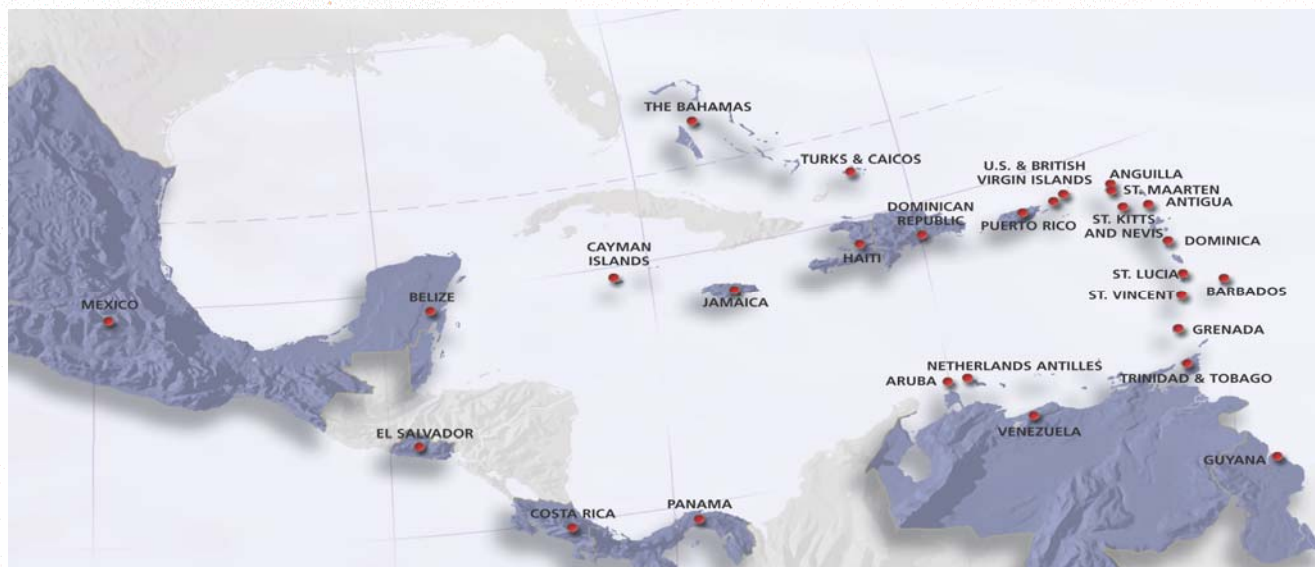 THE BAHAMAS
TURKS & CAICOS
U.S. & BRITISH
VIRGIN ISLANDS
ANGUILLA
ST. MAARTEN
ANTIGUA
ST. KITTS
AND NEVIS
PUERTO RICO
DOMINICAN
REPUBLIC
HAITI
CAYMAN
ISLANDS
JAMAICA
DOMINICA
ST. LUCIA
BARBADOS
ST. VINCENT
GRENADA
MEXICO
BELIZE
NETHERLANDS ANTILLES
ARUBA
TRINIDAD & TOBAGO
VENEZUELA
EL SALVADOR
GUYANA
COSTA RICA
PANAMA